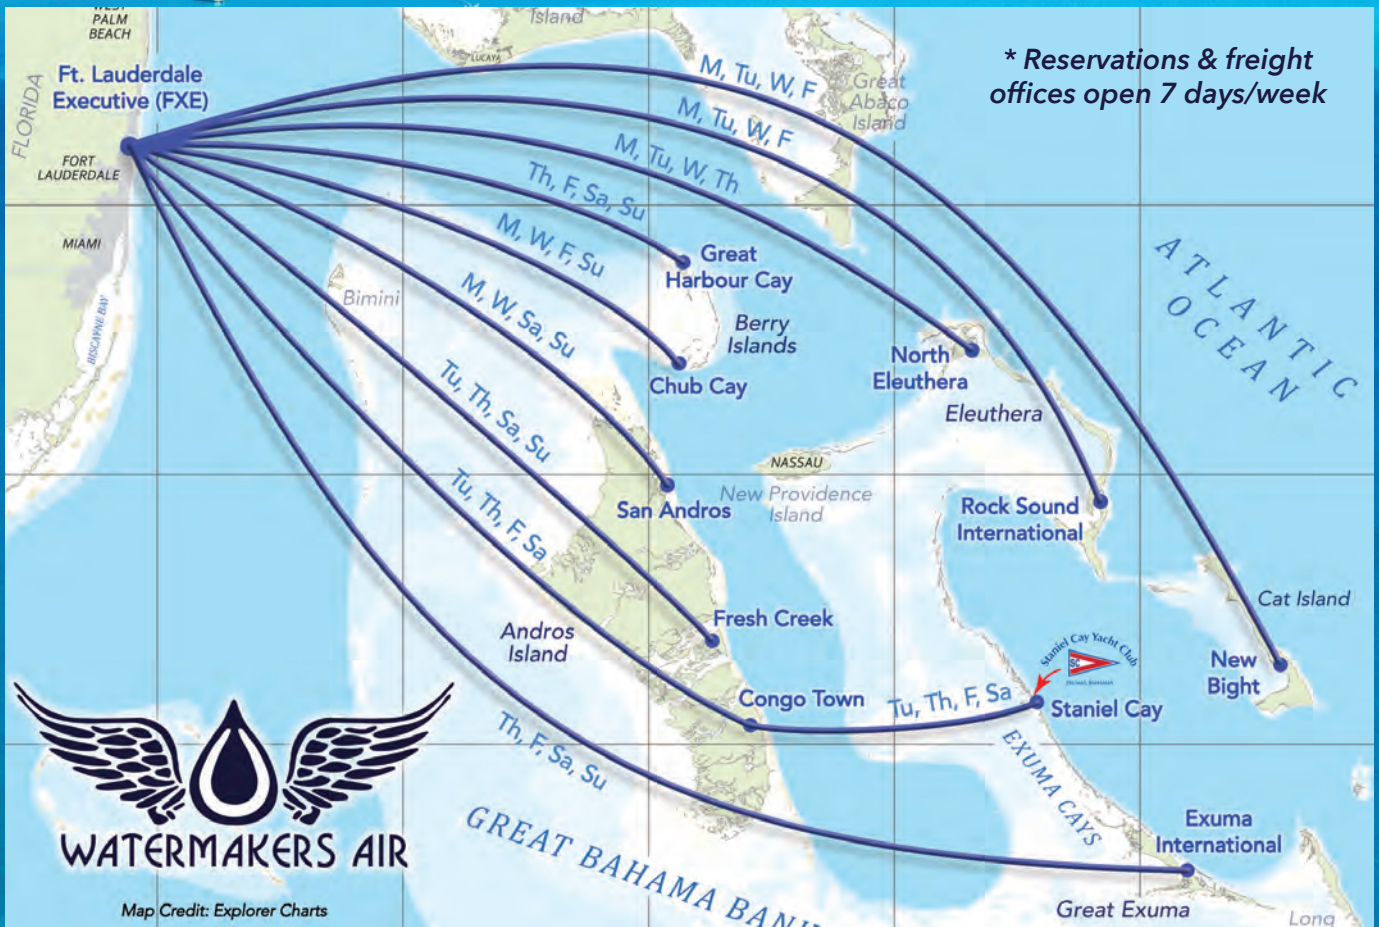 WEST
PALM
BEACH
Island
LUCAYA
Ft. Lauderdale
Executive (FXE)
FLORIDA
FORT
LAUDERDALE
MIAMI
BISCAYNE BAY
M, Tu, W, F
M, Tu, W, F
M, Tu, W, Th
Th, F, Sa, Su
M, W, F, Su
M, W, Sa, Su
Tu, Th, Sa, Su
Tu, Th, F, Sa
Th, F, Sa, Su
Great
Abaco
Island
* Reservations & freight
offices open 7 days/week
ATLANTIC
OCEAN
Bimini
Great
Harbour Cay
Berry
Islands
Chub Cay
North
Eleuthera
Eleuthera
NASSAU
New Providence
Island
San Andros
Rock Sound
International
Cat Island
Fresh Creek
Andros
Island
Staniel Cay Yacht Club
SC
EXUMAS, BAHAMAS
New
Bight
Congo Town
Tu, Th, F, Sa
Staniel Cay
EXUMA CAYS
Exuma
International
GREAT BAHAMA BANK
Great Exuma
Long
WATERMAKERS AIR
Map Credit: Explorer Charts